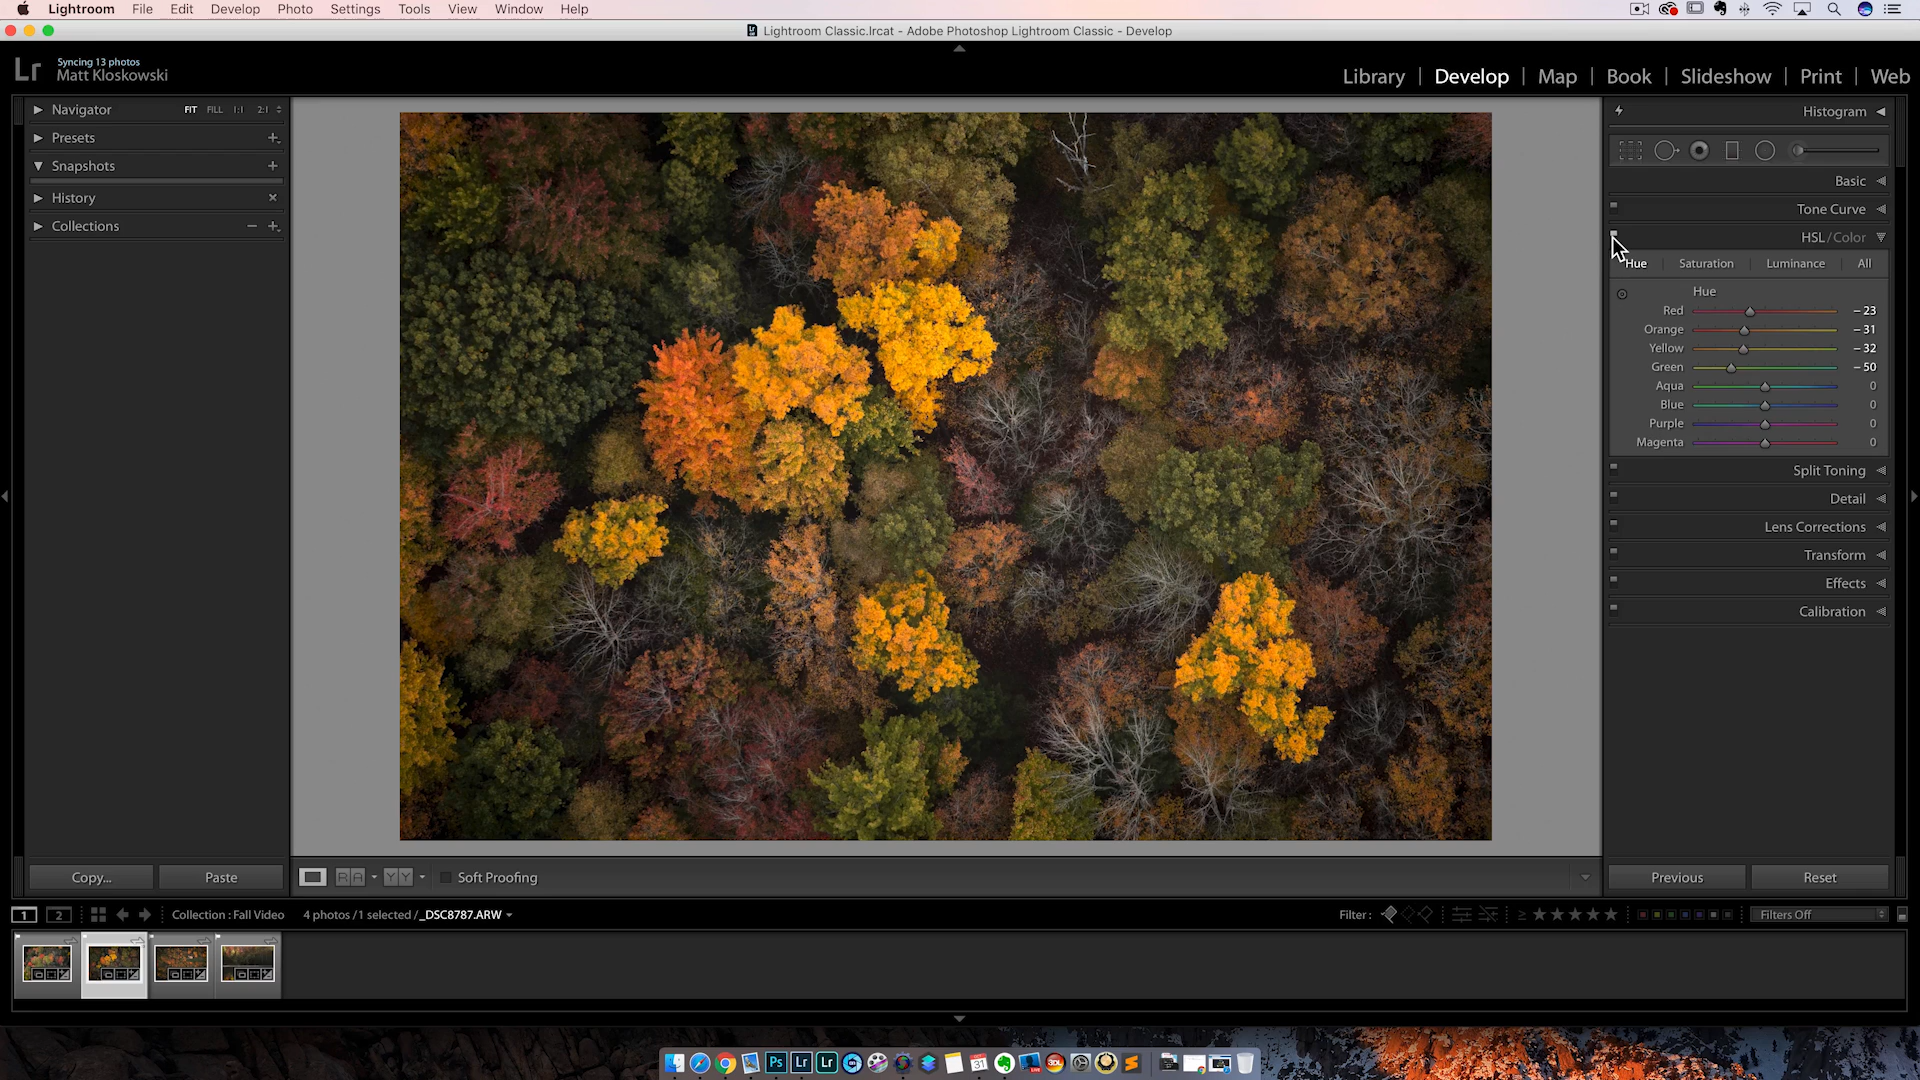 Lightroom File Edit Develop Photo Settings Tools View Window Help
Lightroom Classic.lrcat - Adobe Photoshop Lightroom Classic - Develop
Lr
Syncing 13 photos
Matt Kloskowski
Library | Develop | Map | Book | Slideshow | Print | Web
Navigator FIT FILL 1:1 2:1
Presets
Snapshots
History
Collections
Histogram
Basic
Tone Curve
HSL / Color
Hue Saturation Luminance All
Hue
Red - 23
Orange - 31
Yellow - 32
Green - 50
Aqua 0
Blue 0
Purple 0
Magenta 0
Split Toning
Detail
Lens Corrections
Transform
Effects
Calibration
Copy... Paste
R A Y Y Soft Proofing
Previous Reset
1 2 Collection : Fall Video 4 photos / 1 selected / _DSC8787.ARW
Filter : ≥ Filters Off
Ps Lr Lr 31